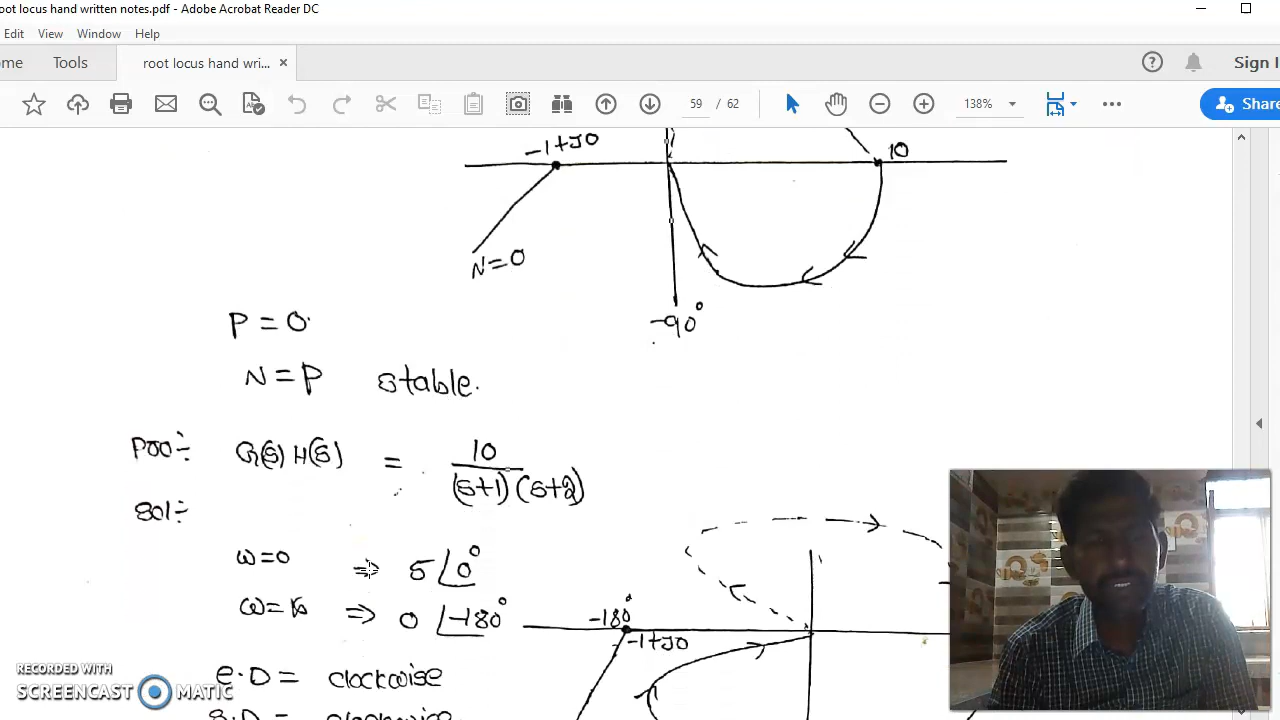 root locus hand written notes.pdf - Adobe Acrobat Reader DC
Edit View Window Help
ome Tools root locus hand wri... × Sign I
59 / 62 138% Share
-1+j0
10
N=0
-90°
P = 0
N = P stable.
Pro÷ G(s) H(s) = 10
(s+1) (s+2)
Sol÷
ω=0 ⇒ 5∠0°
ω=∞ ⇒ 0∠-180°
-180°
-1+j0
e.D = clockwise
S.D = clockwise
RECORDED WITH
SCREENCAST MATIC